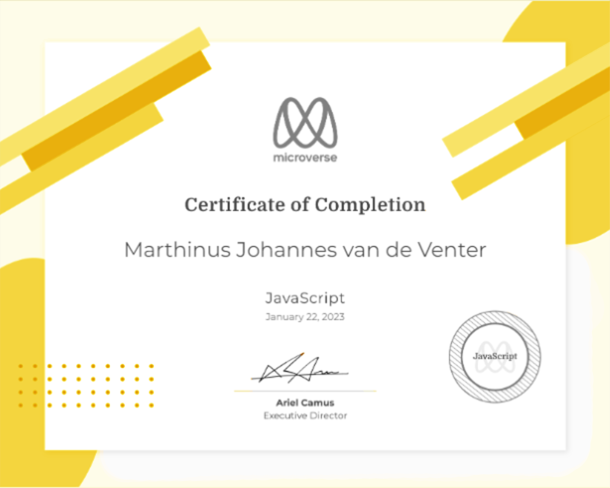 microverse
Certificate of Completion
Marthinus Johannes van de Venter
JavaScript
January 22, 2023
JavaScript
Ariel Camus
Executive Director